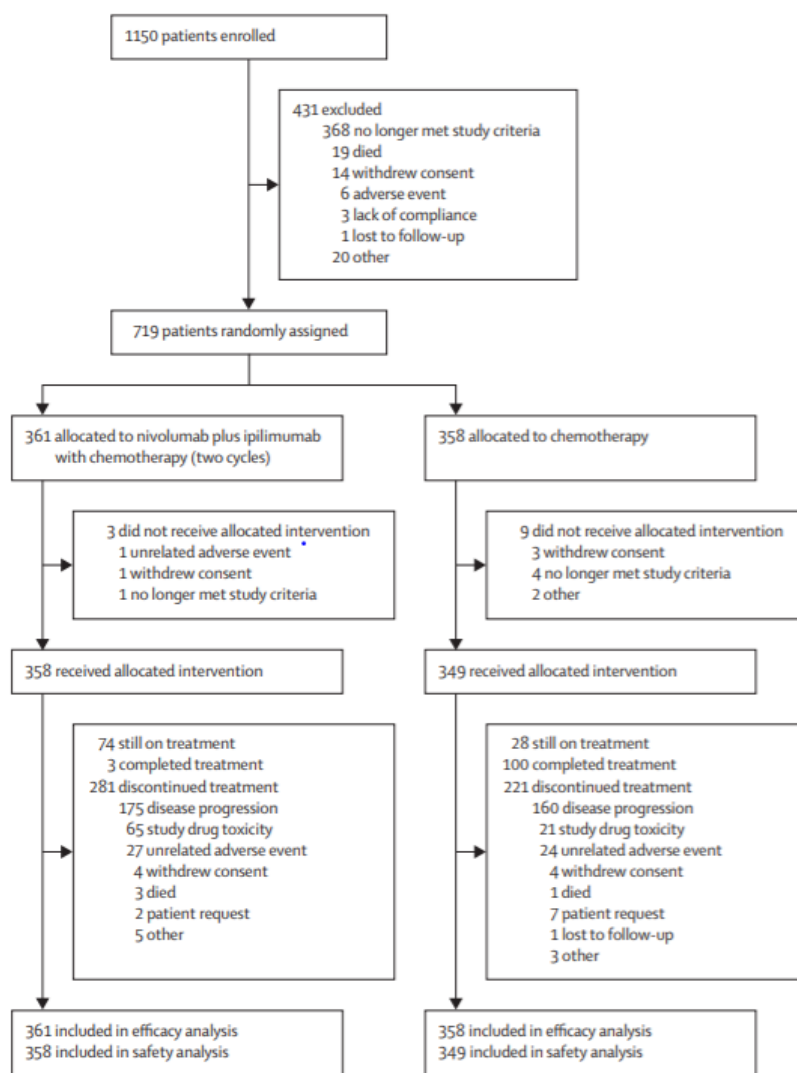 1150 patients enrolled
431 excluded
368 no longer met study criteria
19 died
14 withdrew consent
6 adverse event
3 lack of compliance
1 lost to follow-up
20 other
719 patients randomly assigned
361 allocated to nivolumab plus ipilimumab
with chemotherapy (two cycles)
358 allocated to chemotherapy
3 did not receive allocated intervention
1 unrelated adverse event
1 withdrew consent
1 no longer met study criteria
9 did not receive allocated intervention
3 withdrew consent
4 no longer met study criteria
2 other
358 received allocated intervention
349 received allocated intervention
74 still on treatment
3 completed treatment
281 discontinued treatment
175 disease progression
65 study drug toxicity
27 unrelated adverse event
4 withdrew consent
3 died
2 patient request
5 other
28 still on treatment
100 completed treatment
221 discontinued treatment
160 disease progression
21 study drug toxicity
24 unrelated adverse event
4 withdrew consent
1 died
7 patient request
1 lost to follow-up
3 other
361 included in efficacy analysis
358 included in safety analysis
358 included in efficacy analysis
349 included in safety analysis